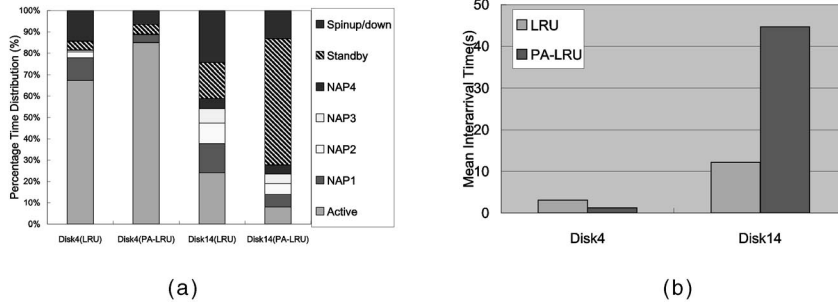 Percentage Time Distribution (%)
100%
90%
80%
70%
60%
50%
40%
30%
20%
10%
0%
Disk4(LRU) Disk4(PA-LRU) Disk14(LRU) Disk14(PA-LRU)
Spinup/down
Standby
NAP4
NAP3
NAP2
NAP1
Active
(a)
Mean Interarrival Time(s)
50
40
30
20
10
0
LRU
PA-LRU
Disk4 Disk14
(b)